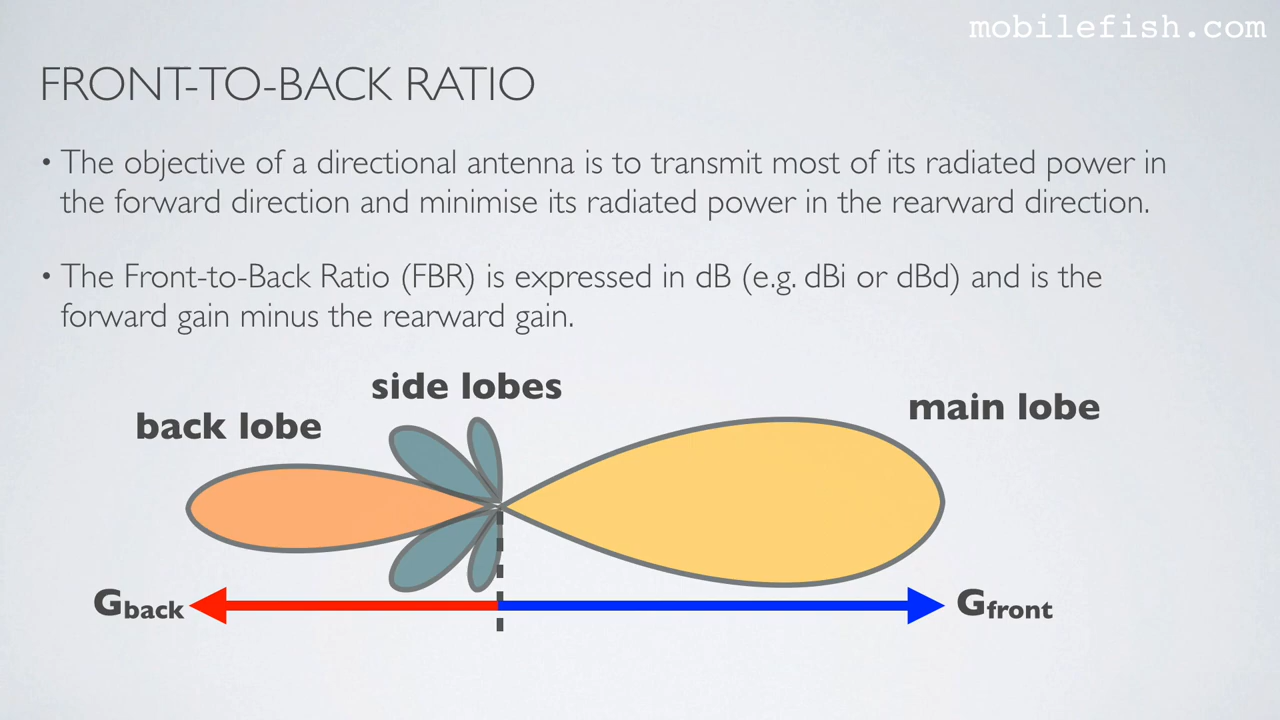 mobilefish.com
FRONT-TO-BACK RATIO
• The objective of a directional antenna is to transmit most of its radiated power in
the forward direction and minimise its radiated power in the rearward direction.
• The Front-to-Back Ratio (FBR) is expressed in dB (e.g. dBi or dBd) and is the
forward gain minus the rearward gain.
side lobes
back lobe
main lobe
Gback
Gfront